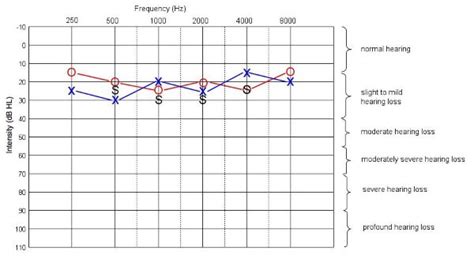 Frequency (Hz)
250 500 1000 2000 4000 8000
Intensity (dB HL)
-10
0
10
20
30
40
50
60
70
80
90
100
110
O O O O O O
X X X X X X
S S S S S
normal hearing
slight to mild
hearing loss
moderate hearing loss
moderately severe hearing loss
severe hearing loss
profound hearing loss